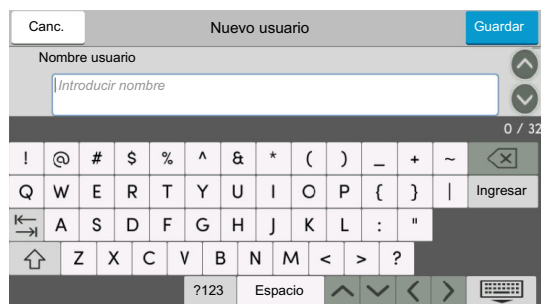 Canc. Nuevo usuario Guardar
Nombre usuario
Introducir nombre
0 / 32
! @ # $ % ^ & * ( ) _ + ~
Q W E R T Y U I O P { } | Ingresar
A S D F G H J K L : "
Z X C V B N M < > ?
?123 Espacio